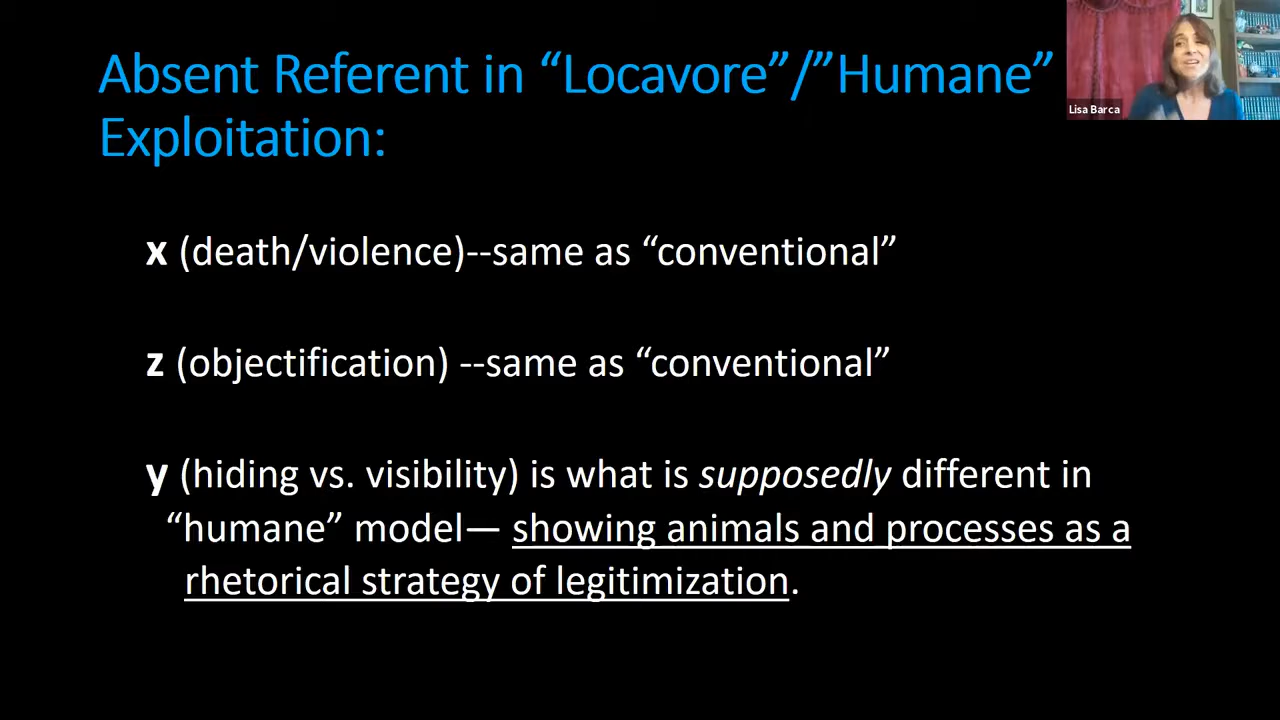 Absent Referent in “Locavore”/”Humane”
Exploitation:
x (death/violence)--same as “conventional”
z (objectification) --same as “conventional”
y (hiding vs. visibility) is what is supposedly different in
“humane” model— showing animals and processes as a
rhetorical strategy of legitimization.
Lisa Barca